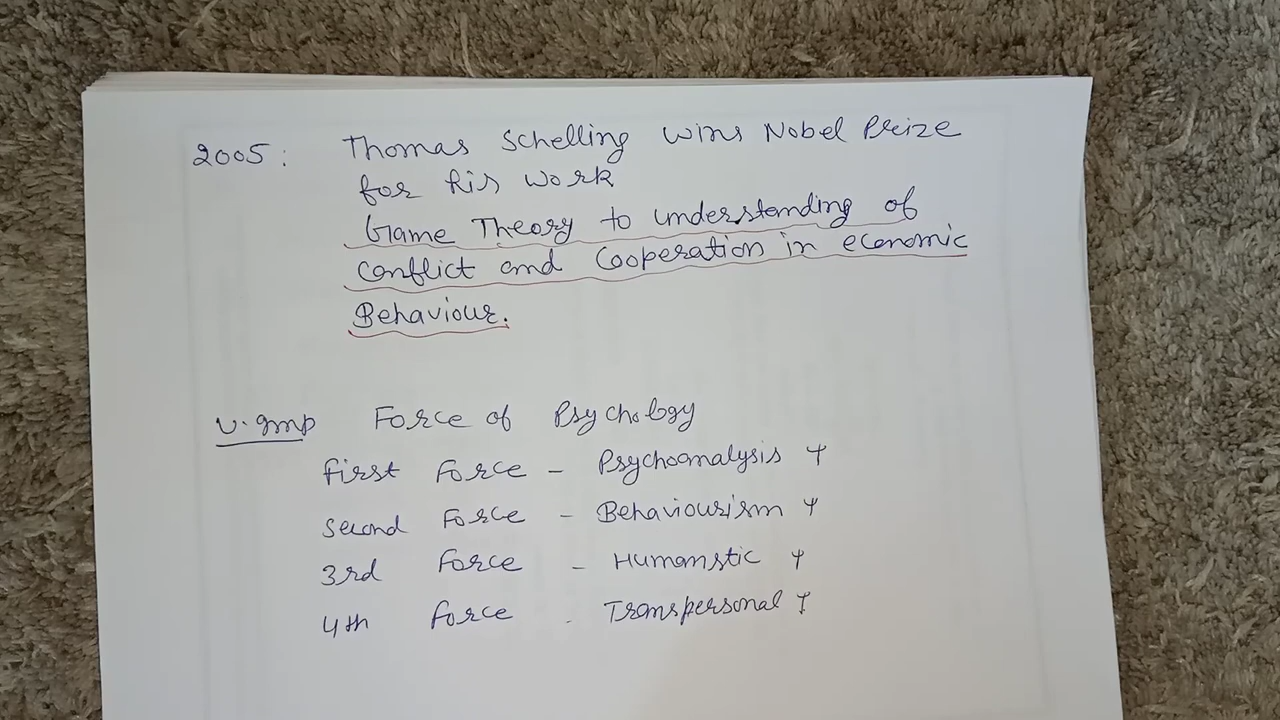 2005: Thomas Schelling wins Nobel Prize
for his work
Game Theory to understanding of
conflict and Cooperation in economic
Behaviour.
V. Imp Force of Psychology
First Force - Psychoanalysis ψ
second Force - Behaviourism ψ
3rd Force - Humanstic ψ
4th Force - Transpersonal ψ